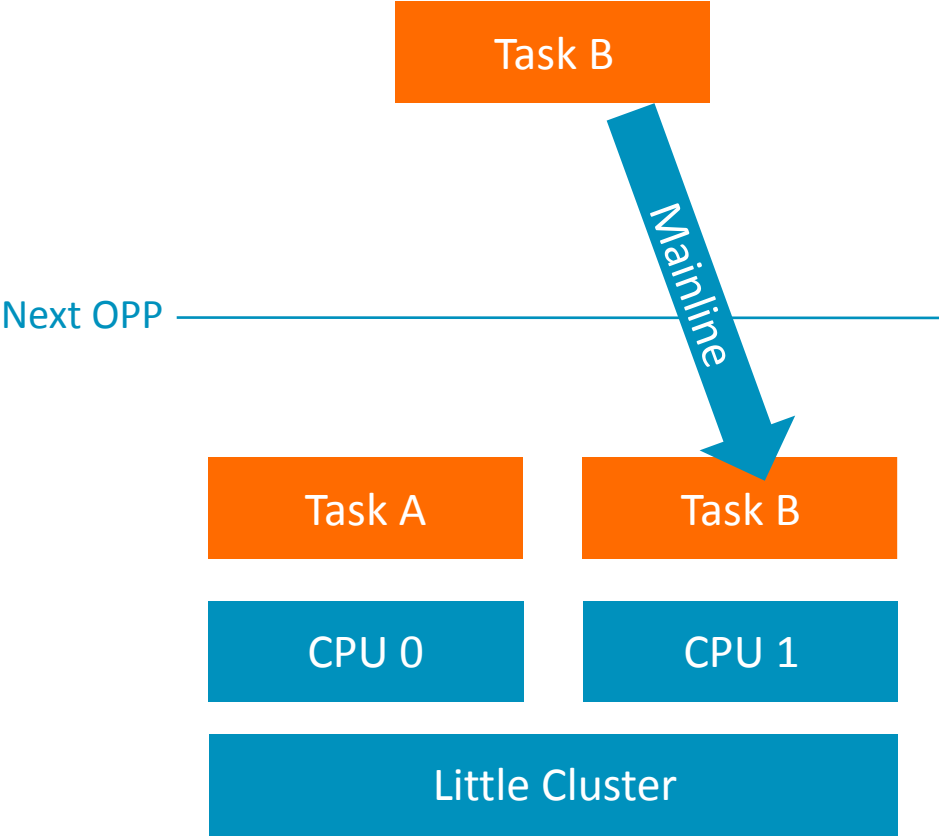 Task B
Mainline
Next OPP
Task A
Task B
CPU 0
CPU 1
Little Cluster